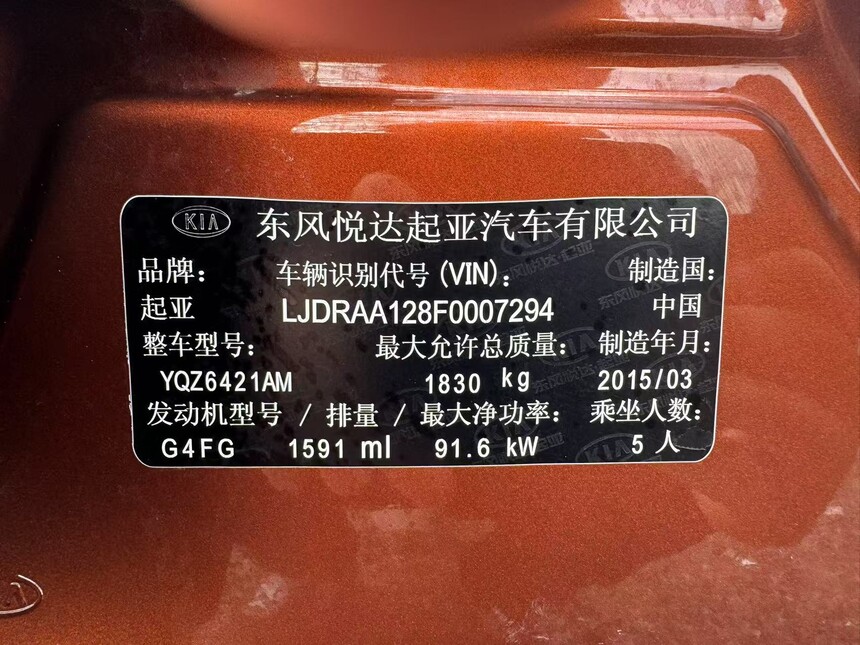 KIA 东风悦达起亚汽车有限公司
品牌： 车辆识别代号(VIN)： 制造国：
起亚 LJDRAA128F0007294 中国
整车型号： 最大允许总质量： 制造年月：
YQZ6421AM 1830 kg 2015/03
发动机型号 / 排量 / 最大净功率： 乘坐人数：
G4FG 1591 ml 91.6 kW 5 人